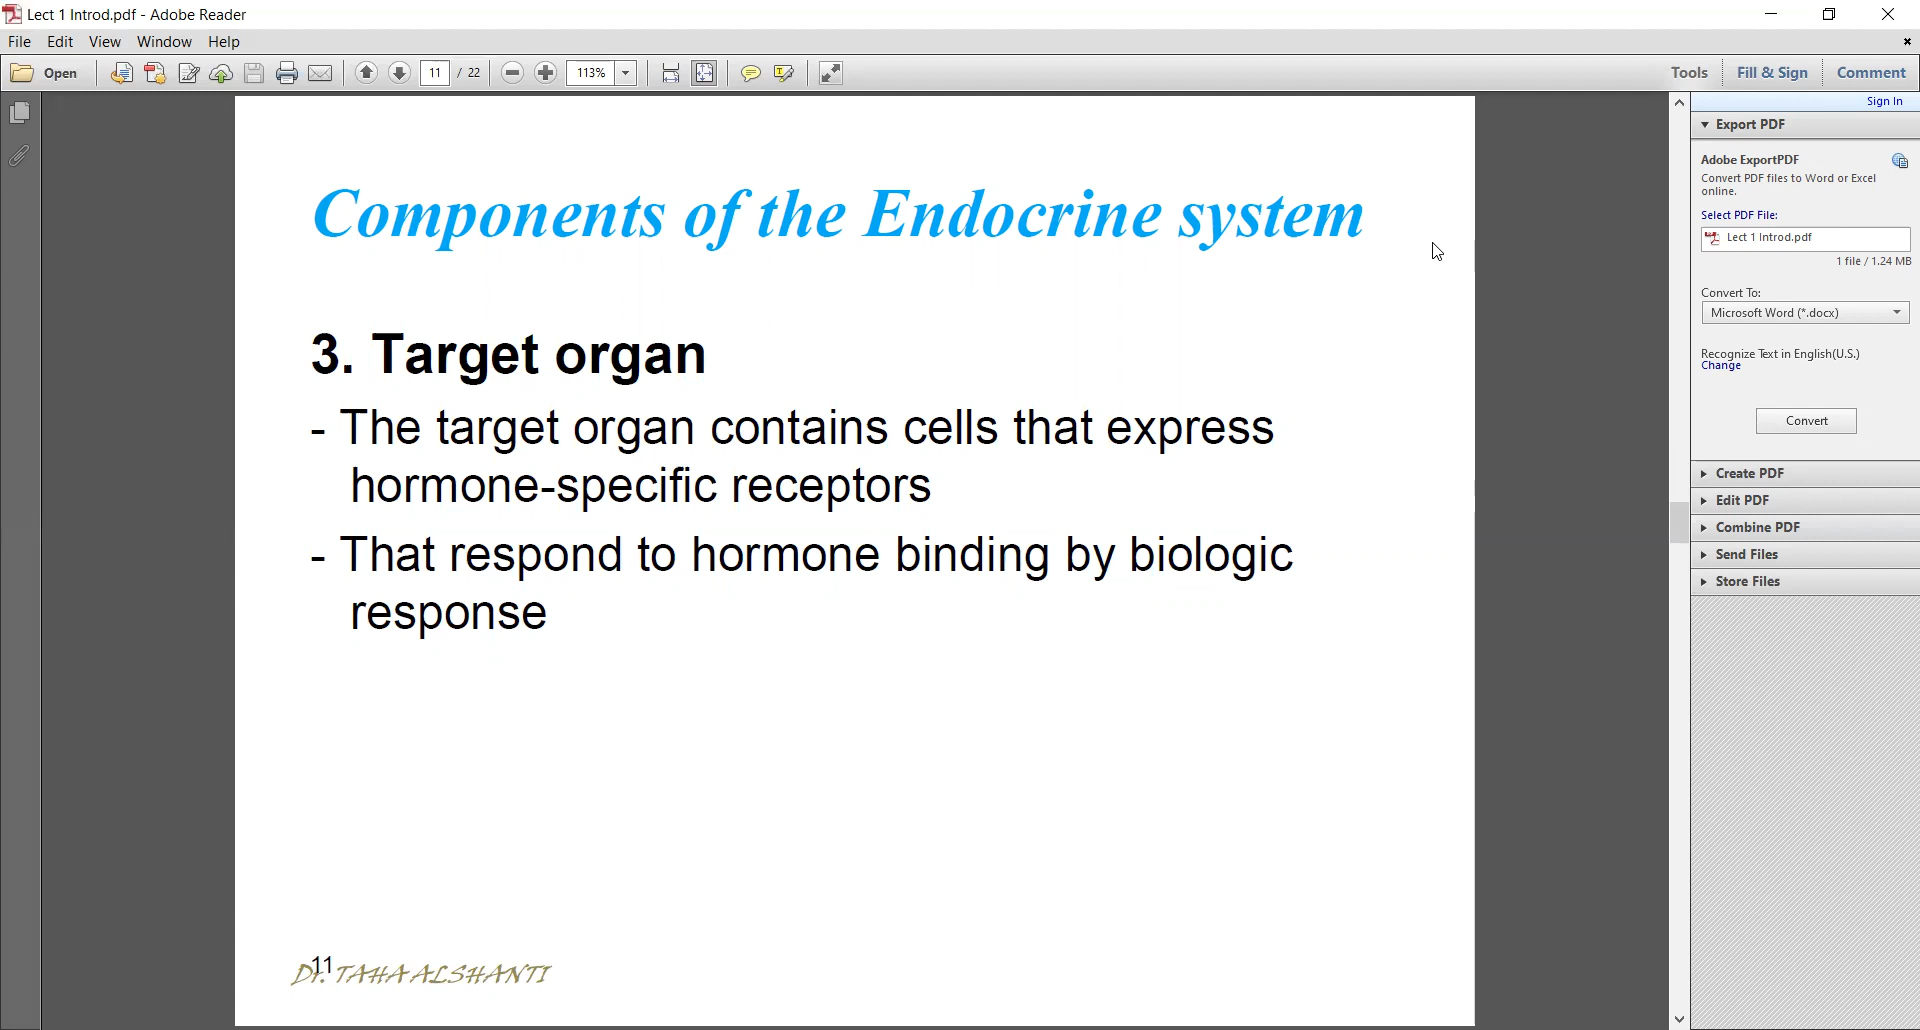 Lect 1 Introd.pdf - Adobe Reader
File Edit View Window Help
Open 11 / 22 113% Tools Fill & Sign Comment
Sign In
Export PDF
Adobe ExportPDF
Convert PDF files to Word or Excel
online.
Select PDF File:
Lect 1 Introd.pdf
1 file / 1.24 MB
Convert To:
Microsoft Word (*.docx)
Recognize Text in English(U.S.)
Change
Convert
Create PDF
Edit PDF
Combine PDF
Send Files
Store Files
Components of the Endocrine system
3. Target organ
- The target organ contains cells that express
hormone-specific receptors
- That respond to hormone binding by biologic
response
11
Dr. TAHA ALSHANTI